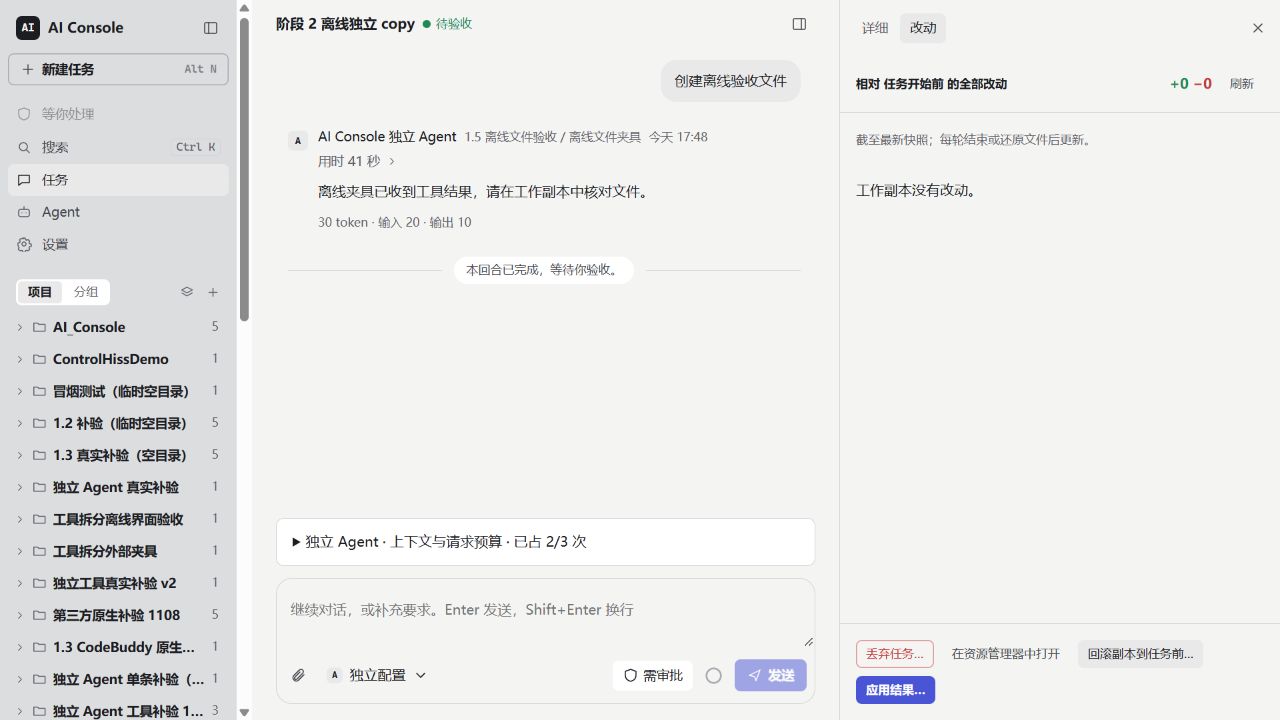 AI AI Console
新建任务 Alt N
等你处理
搜索 Ctrl K
任务
Agent
设置
项目 分组
AI_Console 5
ControlHissDemo 1
冒烟测试（临时空目录） 1
1.2 补验（临时空目录） 5
1.3 真实补验（空目录） 5
独立 Agent 真实补验 1
工具拆分离线界面验收 1
工具拆分外部夹具 1
独立工具真实补验 v2 1
第三方原生补验 1108 5
1.3 CodeBuddy 原生... 1
独立 Agent 单条补验（... 1
独立 Agent 工具补验 1... 3
阶段 2 离线独立 copy 待验收
创建离线验收文件
A AI Console 独立 Agent 1.5 离线文件验收 / 离线文件夹具 今天 17:48
用时 41 秒
离线夹具已收到工具结果，请在工作副本中核对文件。
30 token · 输入 20 · 输出 10
本回合已完成，等待你验收。
独立 Agent · 上下文与请求预算 · 已占 2/3 次
继续对话，或补充要求。Enter 发送，Shift+Enter 换行
A 独立配置 需审批 发送
详细 改动
相对 任务开始前 的全部改动 +0 −0 刷新
截至最新快照；每轮结束或还原文件后更新。
工作副本没有改动。
丢弃任务... 在资源管理器中打开 回滚副本到任务前...
应用结果...